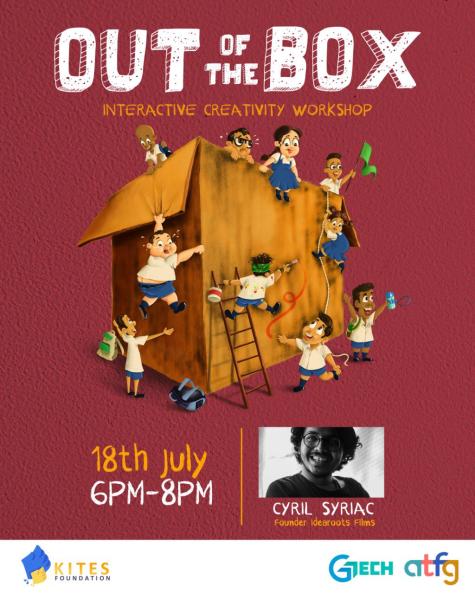 OUT OF THE BOX
INTERACTIVE CREATIVITY WORKSHOP
18th July
6PM-8PM
CYRIL SYRIAC
Founder Idearoots Films
KITES
FOUNDATION
GTECH atfg